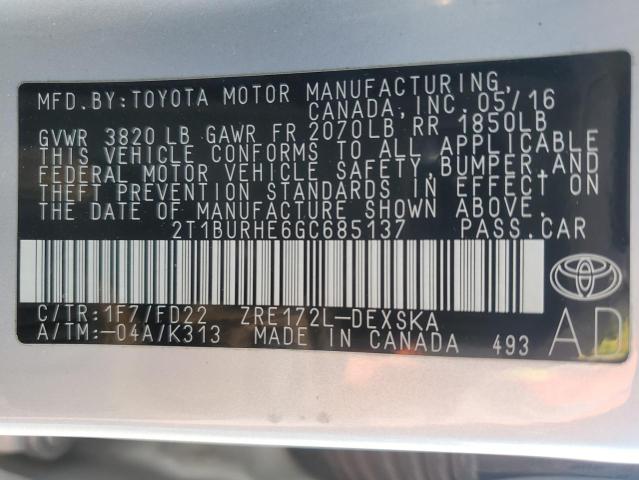 MFD.BY:TOYOTA MOTOR MANUFACTURING,
CANADA,INC.05/16
GVWR 3820 LB GAWR FR 2070LB, RR 1850LB
THIS VEHICLE CONFORMS TO ALL APPLICABLE
FEDERAL MOTOR VEHICLE SAFETY,BUMPER,AND
THEFT PREVENTION STANDARDS IN EFFECT ON
THE DATE OF MANUFACTURE SHOWN ABOVE.
2T1BURHE6GC685137 PASS.CAR
C/TR:1F7/FD22 ZRE172L-DEXSKA
A/TM:-04A/K313 MADE IN CANADA 493
AD